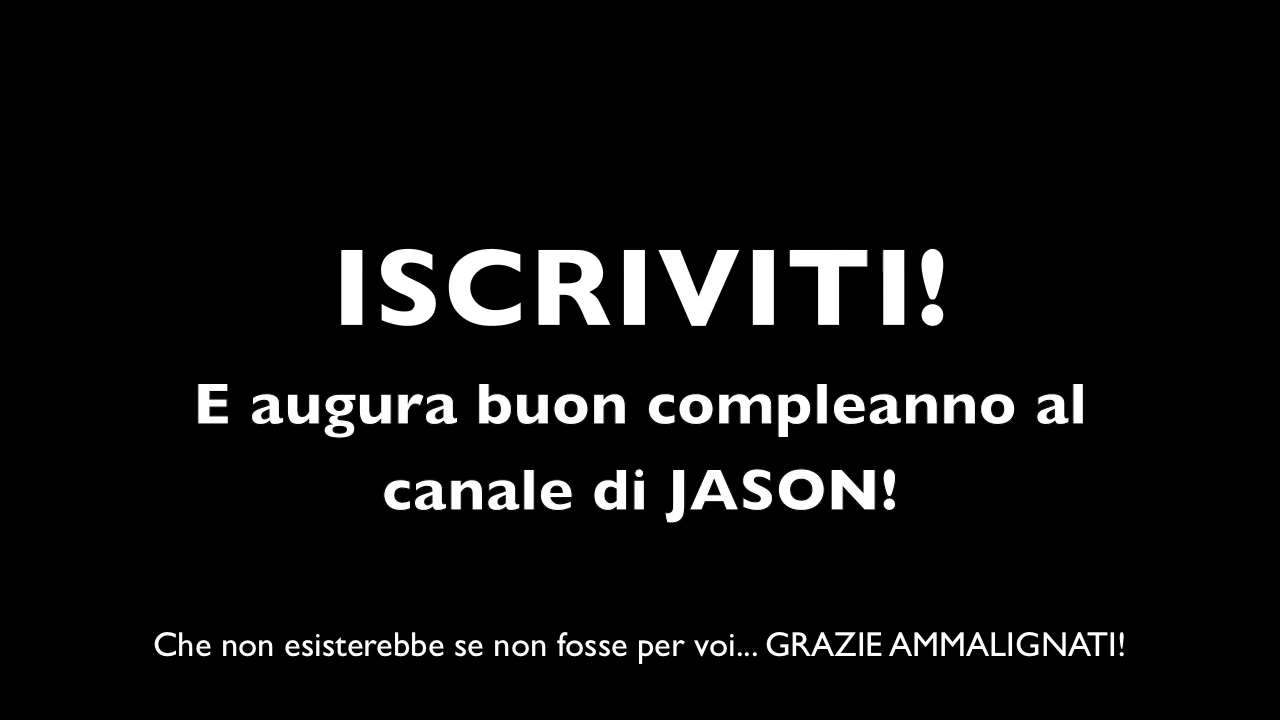 ISCRIVITI!
E augura buon compleanno al
canale di JASON!
Che non esisterebbe se non fosse per voi... GRAZIE AMMALIGNATI!